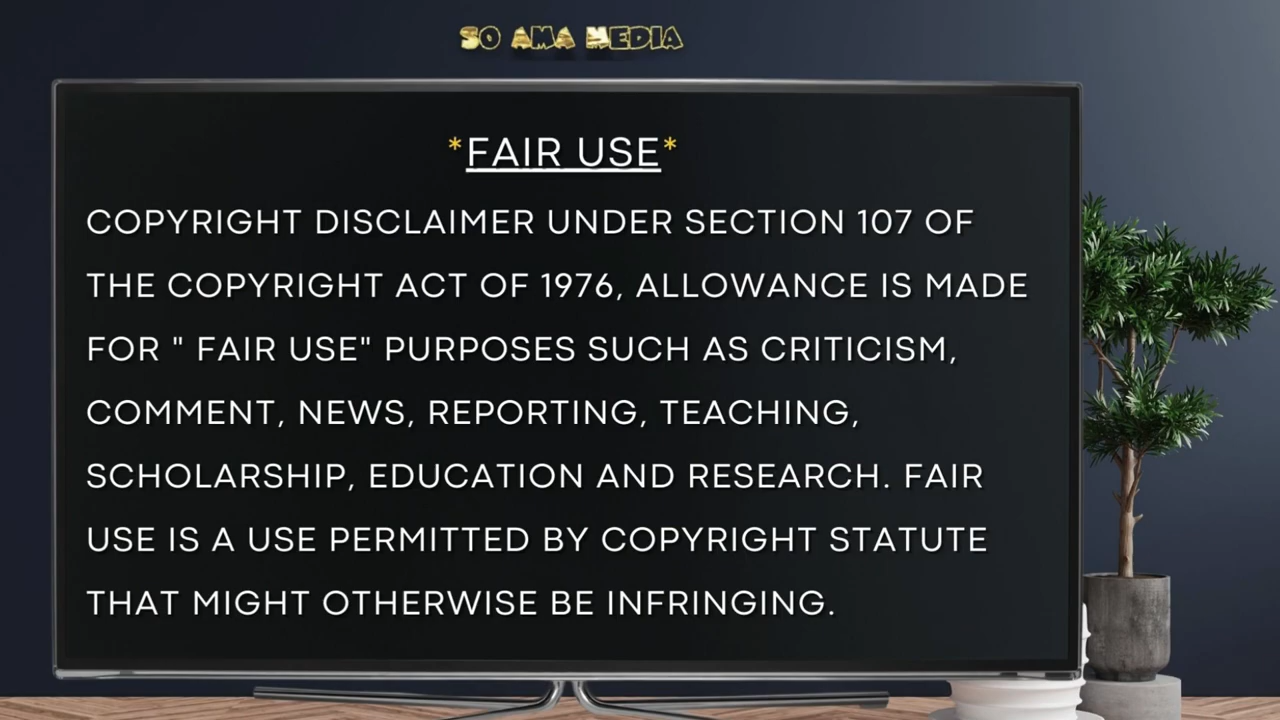 SO AMA MEDIA
*FAIR USE*
COPYRIGHT DISCLAIMER UNDER SECTION 107 OF
THE COPYRIGHT ACT OF 1976, ALLOWANCE IS MADE
FOR " FAIR USE" PURPOSES SUCH AS CRITICISM,
COMMENT, NEWS, REPORTING, TEACHING,
SCHOLARSHIP, EDUCATION AND RESEARCH. FAIR
USE IS A USE PERMITTED BY COPYRIGHT STATUTE
THAT MIGHT OTHERWISE BE INFRINGING.